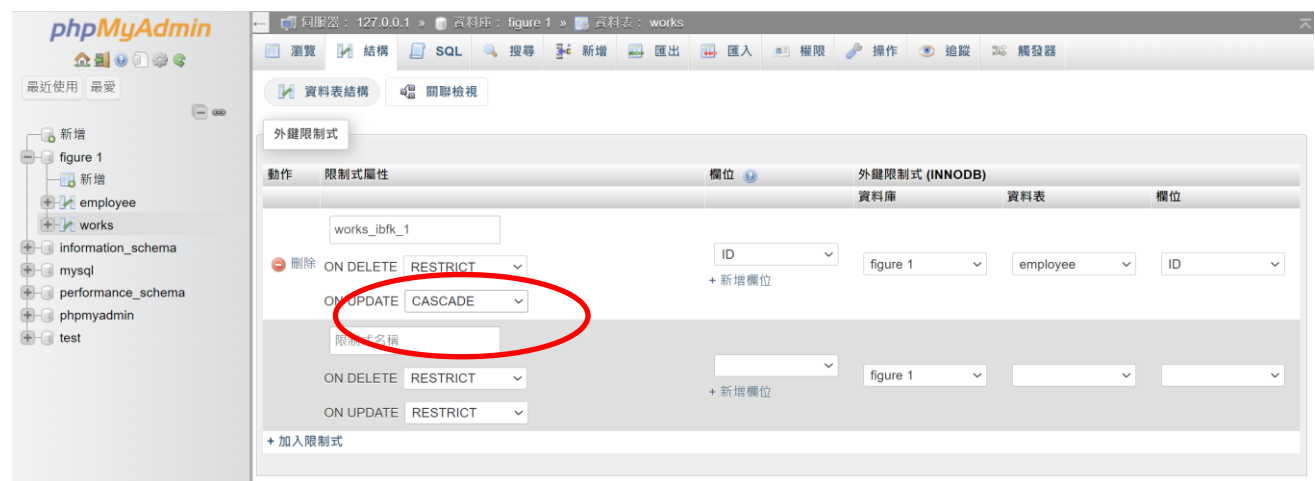 phpMyAdmin
最近使用 最愛
新增
figure 1
新增
employee
works
information_schema
mysql
performance_schema
phpmyadmin
test
伺服器: 127.0.0.1 » 資料庫: figure 1 » 資料表: works
瀏覽 結構 SQL 搜尋 新增 匯出 匯入 權限 操作 追蹤 觸發器
資料表結構 關聯檢視
外鍵限制式
動作 限制式屬性 欄位 外鍵限制式 (INNODB)
資料庫 資料表 欄位
works_ibfk_1
刪除 ON DELETE RESTRICT ID figure 1 employee ID
+ 新增欄位
ON UPDATE CASCADE
限制式名稱
ON DELETE RESTRICT figure 1
+ 新增欄位
ON UPDATE RESTRICT
+ 加入限制式